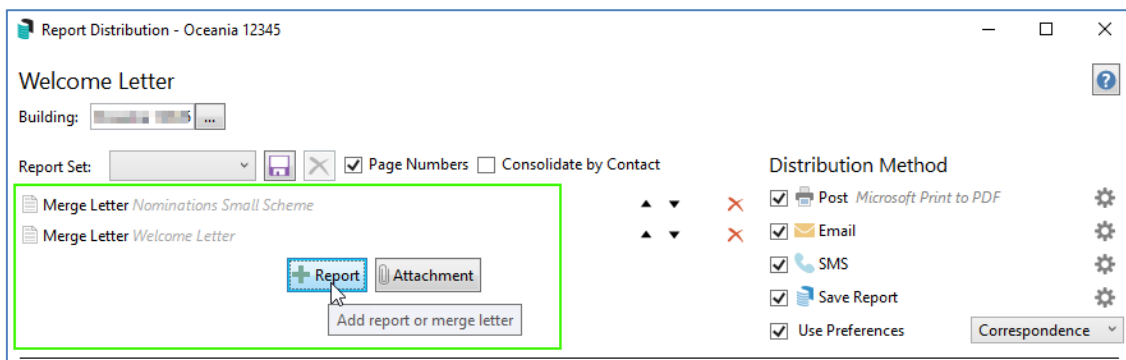 Report Distribution - Oceania 12345
Welcome Letter
Building: ...
Report Set: Page Numbers Consolidate by Contact
Distribution Method
Merge Letter Nominations Small Scheme
Post Microsoft Print to PDF
Merge Letter Welcome Letter
Email
Report Attachment
SMS
Add report or merge letter
Save Report
Use Preferences Correspondence